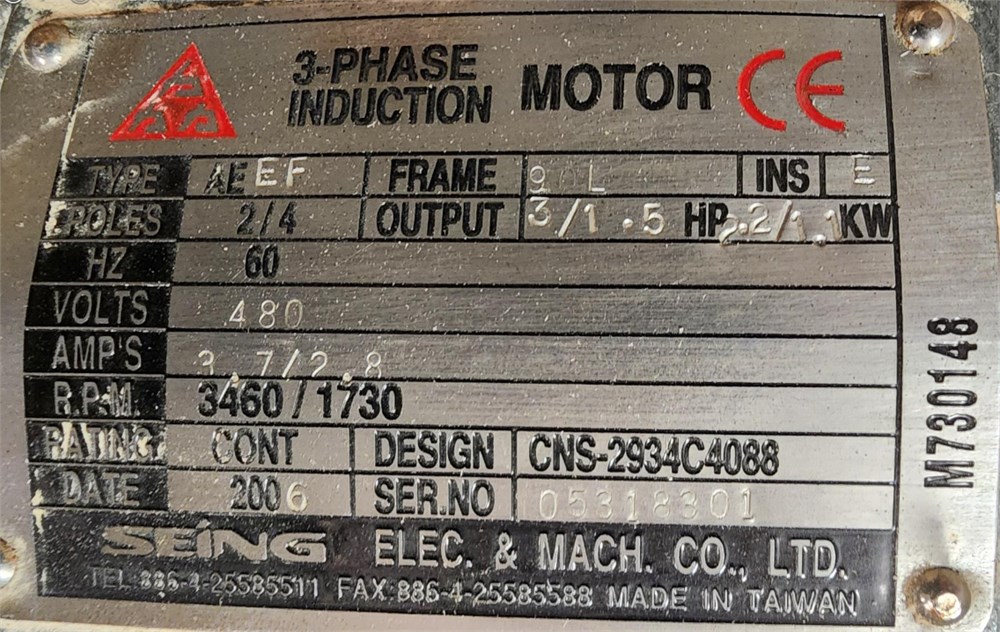 3-PHASE
INDUCTION MOTOR CE
TYPE AEEF FRAME 90L INS E
POLES 2/4 OUTPUT 3/1.5 HP 2.2/1.1 KW
HZ 60
VOLTS 480
AMP'S 3.7/2.8
R.P.M. 3460/1730
RATING CONT DESIGN CNS-2934C4088
DATE 2006 SER.NO 05318301
SEING ELEC. & MACH. CO., LTD.
TEL:886-4-25585511 FAX:886-4-25585588 MADE IN TAIWAN
M730148